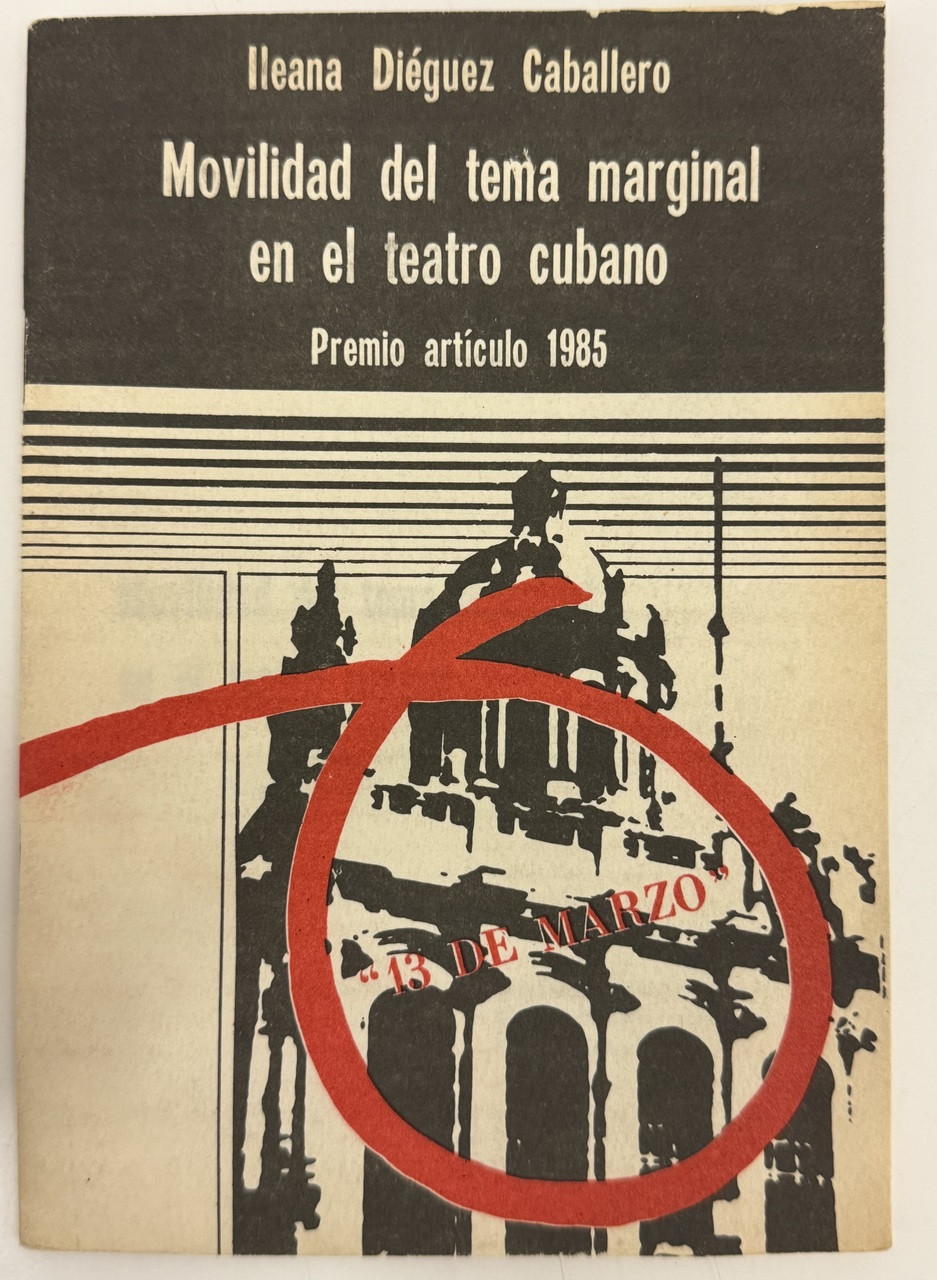 Ileana Diéguez Caballero
Movilidad del tema marginal
en el teatro cubano
Premio artículo 1985
“13 DE MARZO”